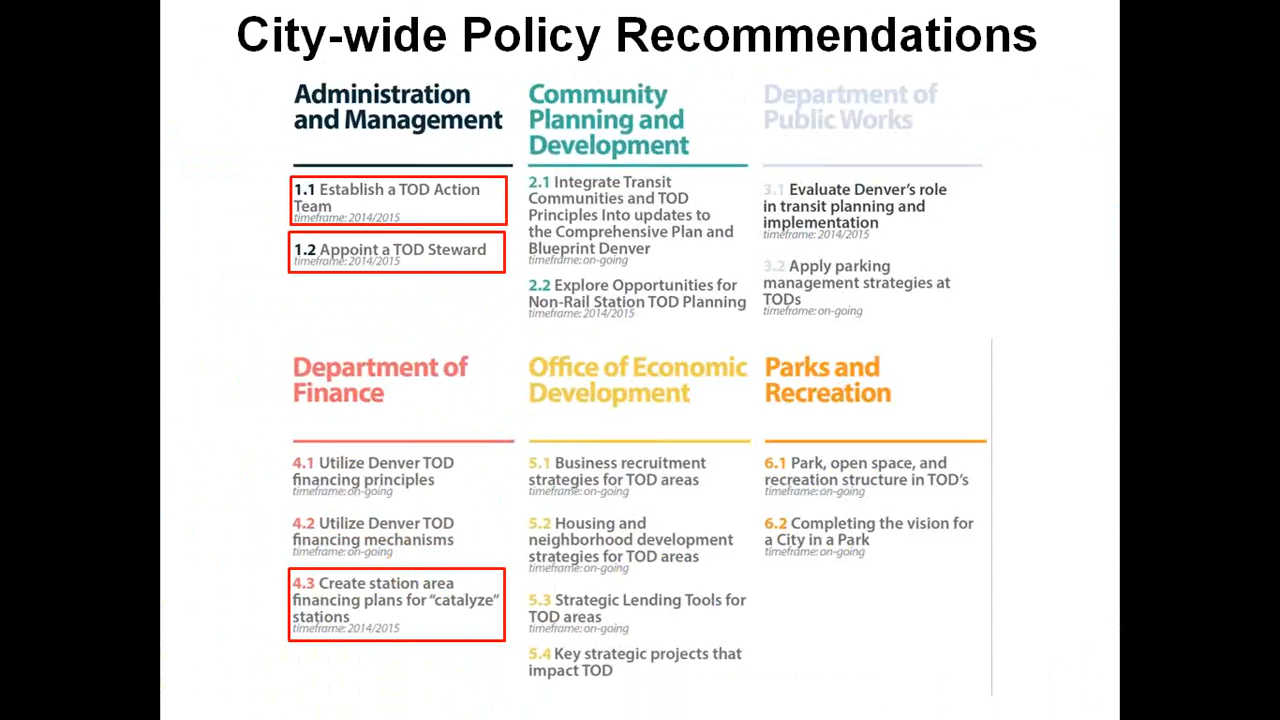 City-wide Policy Recommendations
Administration
and Management
1.1 Establish a TOD Action
Team
timeframe: 2014/2015
1.2 Appoint a TOD Steward
timeframe: 2014/2015
Community
Planning and
Development
2.1 Integrate Transit
Communities and TOD
Principles Into updates to
the Comprehensive Plan and
Blueprint Denver
timeframe: on-going
2.2 Explore Opportunities for
Non-Rail Station TOD Planning
timeframe: 2014/2015
Department of
Public Works
3.1 Evaluate Denver's role
in transit planning and
implementation
timeframe: 2014/2015
3.2 Apply parking
management strategies at
TODs
timeframe: on-going
Department of
Finance
4.1 Utilize Denver TOD
financing principles
timeframe: on-going
4.2 Utilize Denver TOD
financing mechanisms
timeframe: on-going
4.3 Create station area
financing plans for “catalyze”
stations
timeframe: 2014/2015
Office of Economic
Development
5.1 Business recruitment
strategies for TOD areas
timeframe: on-going
5.2 Housing and
neighborhood development
strategies for TOD areas
timeframe: on-going
5.3 Strategic Lending Tools for
TOD areas
timeframe: on-going
5.4 Key strategic projects that
impact TOD
Parks and
Recreation
6.1 Park, open space, and
recreation structure in TOD's
timeframe: on-going
6.2 Completing the vision for
a City in a Park
timeframe: on-going